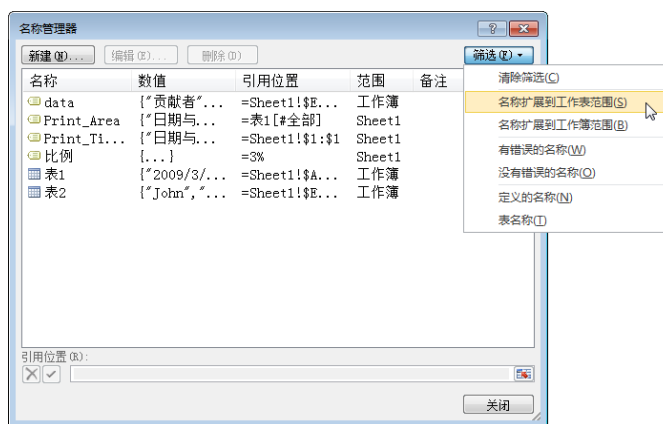 名称管理器
新建(N)... 编辑(E)... 删除(D) 筛选(F)
名称 数值 引用位置 范围 备注
data {"贡献者"... =Sheet1!$E... 工作簿
Print_Area {"日期与... =表1[#全部] Sheet1
Print_Ti... {"日期与... =Sheet1!$1:$1 Sheet1
比例 {...} =3% Sheet1
表1 {"2009/3/... =Sheet1!$A... 工作簿
表2 {"John","... =Sheet1!$E... 工作簿
清除筛选(C)
名称扩展到工作表范围(S)
名称扩展到工作簿范围(B)
有错误的名称(W)
没有错误的名称(O)
定义的名称(N)
表名称(T)
引用位置(R):
关闭